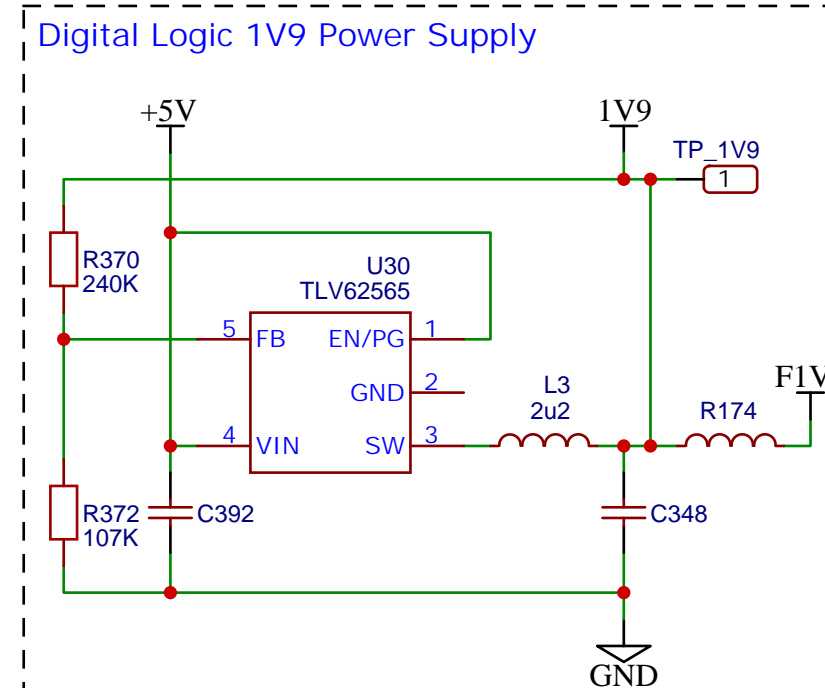 Digital Logic 1V9 Power Supply
+5V
1V9
TP_1V9
1
R370
240K
U30
TLV62565
5
FB
EN/PG
1
GND
2
4
VIN
SW
3
L3
2u2
R174
F1V
R372
107K
C392
C348
GND